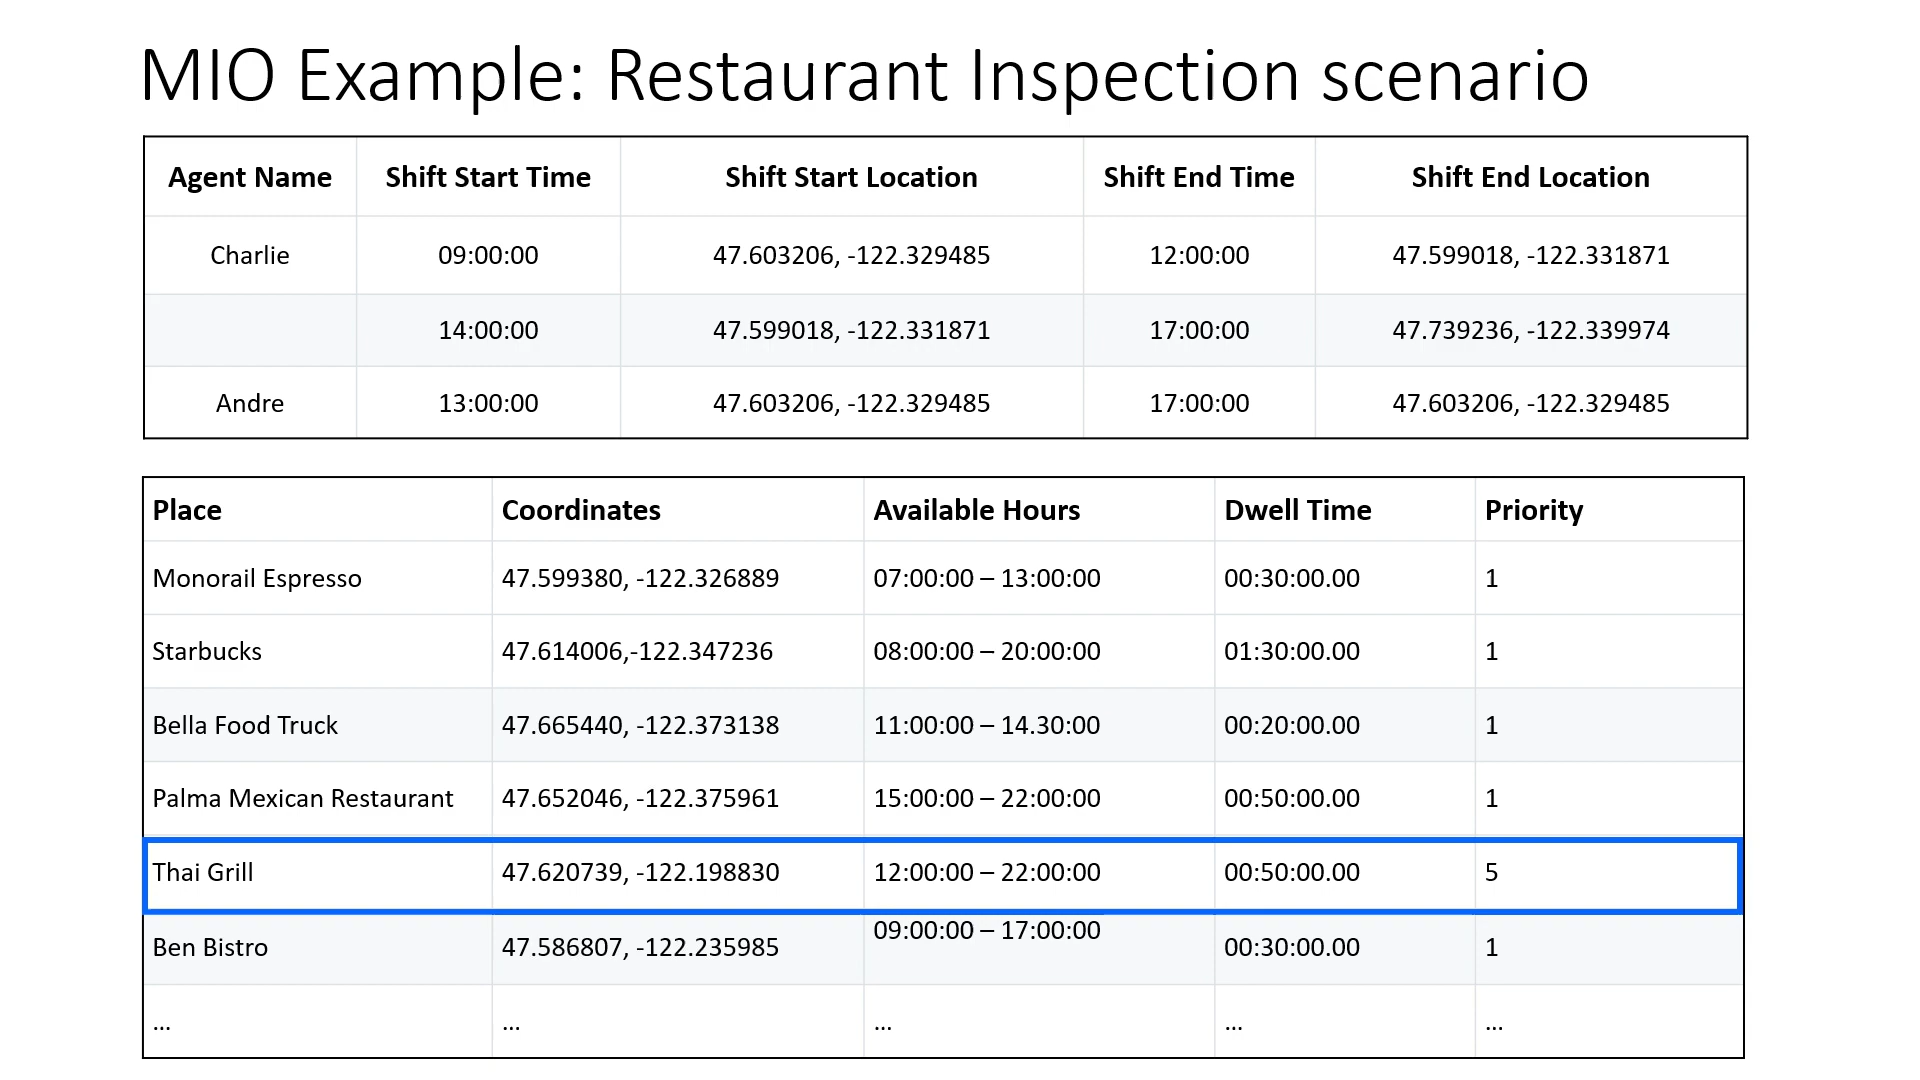 MIO Example: Restaurant Inspection scenario
Agent Name Shift Start Time Shift Start Location Shift End Time Shift End Location
Charlie 09:00:00 47.603206, -122.329485 12:00:00 47.599018, -122.331871
14:00:00 47.599018, -122.331871 17:00:00 47.739236, -122.339974
Andre 13:00:00 47.603206, -122.329485 17:00:00 47.603206, -122.329485
Place Coordinates Available Hours Dwell Time Priority
Monorail Espresso 47.599380, -122.326889 07:00:00 – 13:00:00 00:30:00.00 1
Starbucks 47.614006,-122.347236 08:00:00 – 20:00:00 01:30:00.00 1
Bella Food Truck 47.665440, -122.373138 11:00:00 – 14.30:00 00:20:00.00 1
Palma Mexican Restaurant 47.652046, -122.375961 15:00:00 – 22:00:00 00:50:00.00 1
Thai Grill 47.620739, -122.198830 12:00:00 – 22:00:00 00:50:00.00 5
Ben Bistro 47.586807, -122.235985 09:00:00 – 17:00:00 00:30:00.00 1
... ... ... ... ...